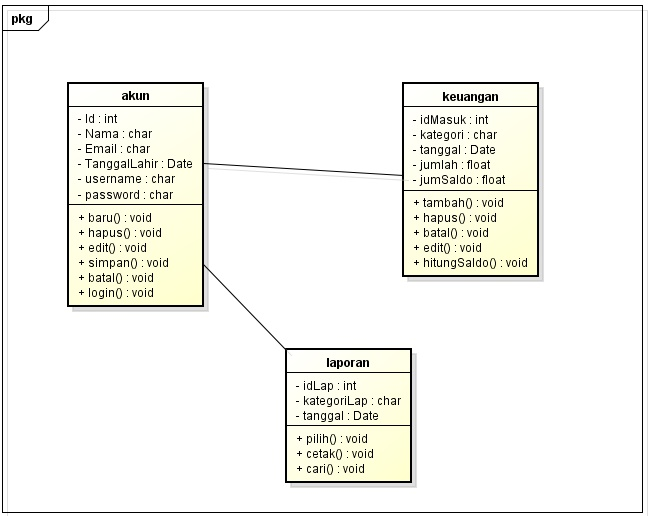 pkg
akun
- Id : int
- Nama : char
- Email : char
- TanggalLahir : Date
- username : char
- password : char
+ baru() : void
+ hapus() : void
+ edit() : void
+ simpan() : void
+ batal() : void
+ login() : void
keuangan
- idMasuk : int
- kategori : char
- tanggal : Date
- jumlah : float
- jumSaldo : float
+ tambah() : void
+ hapus() : void
+ batal() : void
+ edit() : void
+ hitungSaldo() : void
laporan
- idLap : int
- kategoriLap : char
- tanggal : Date
+ pilih() : void
+ cetak() : void
+ cari() : void